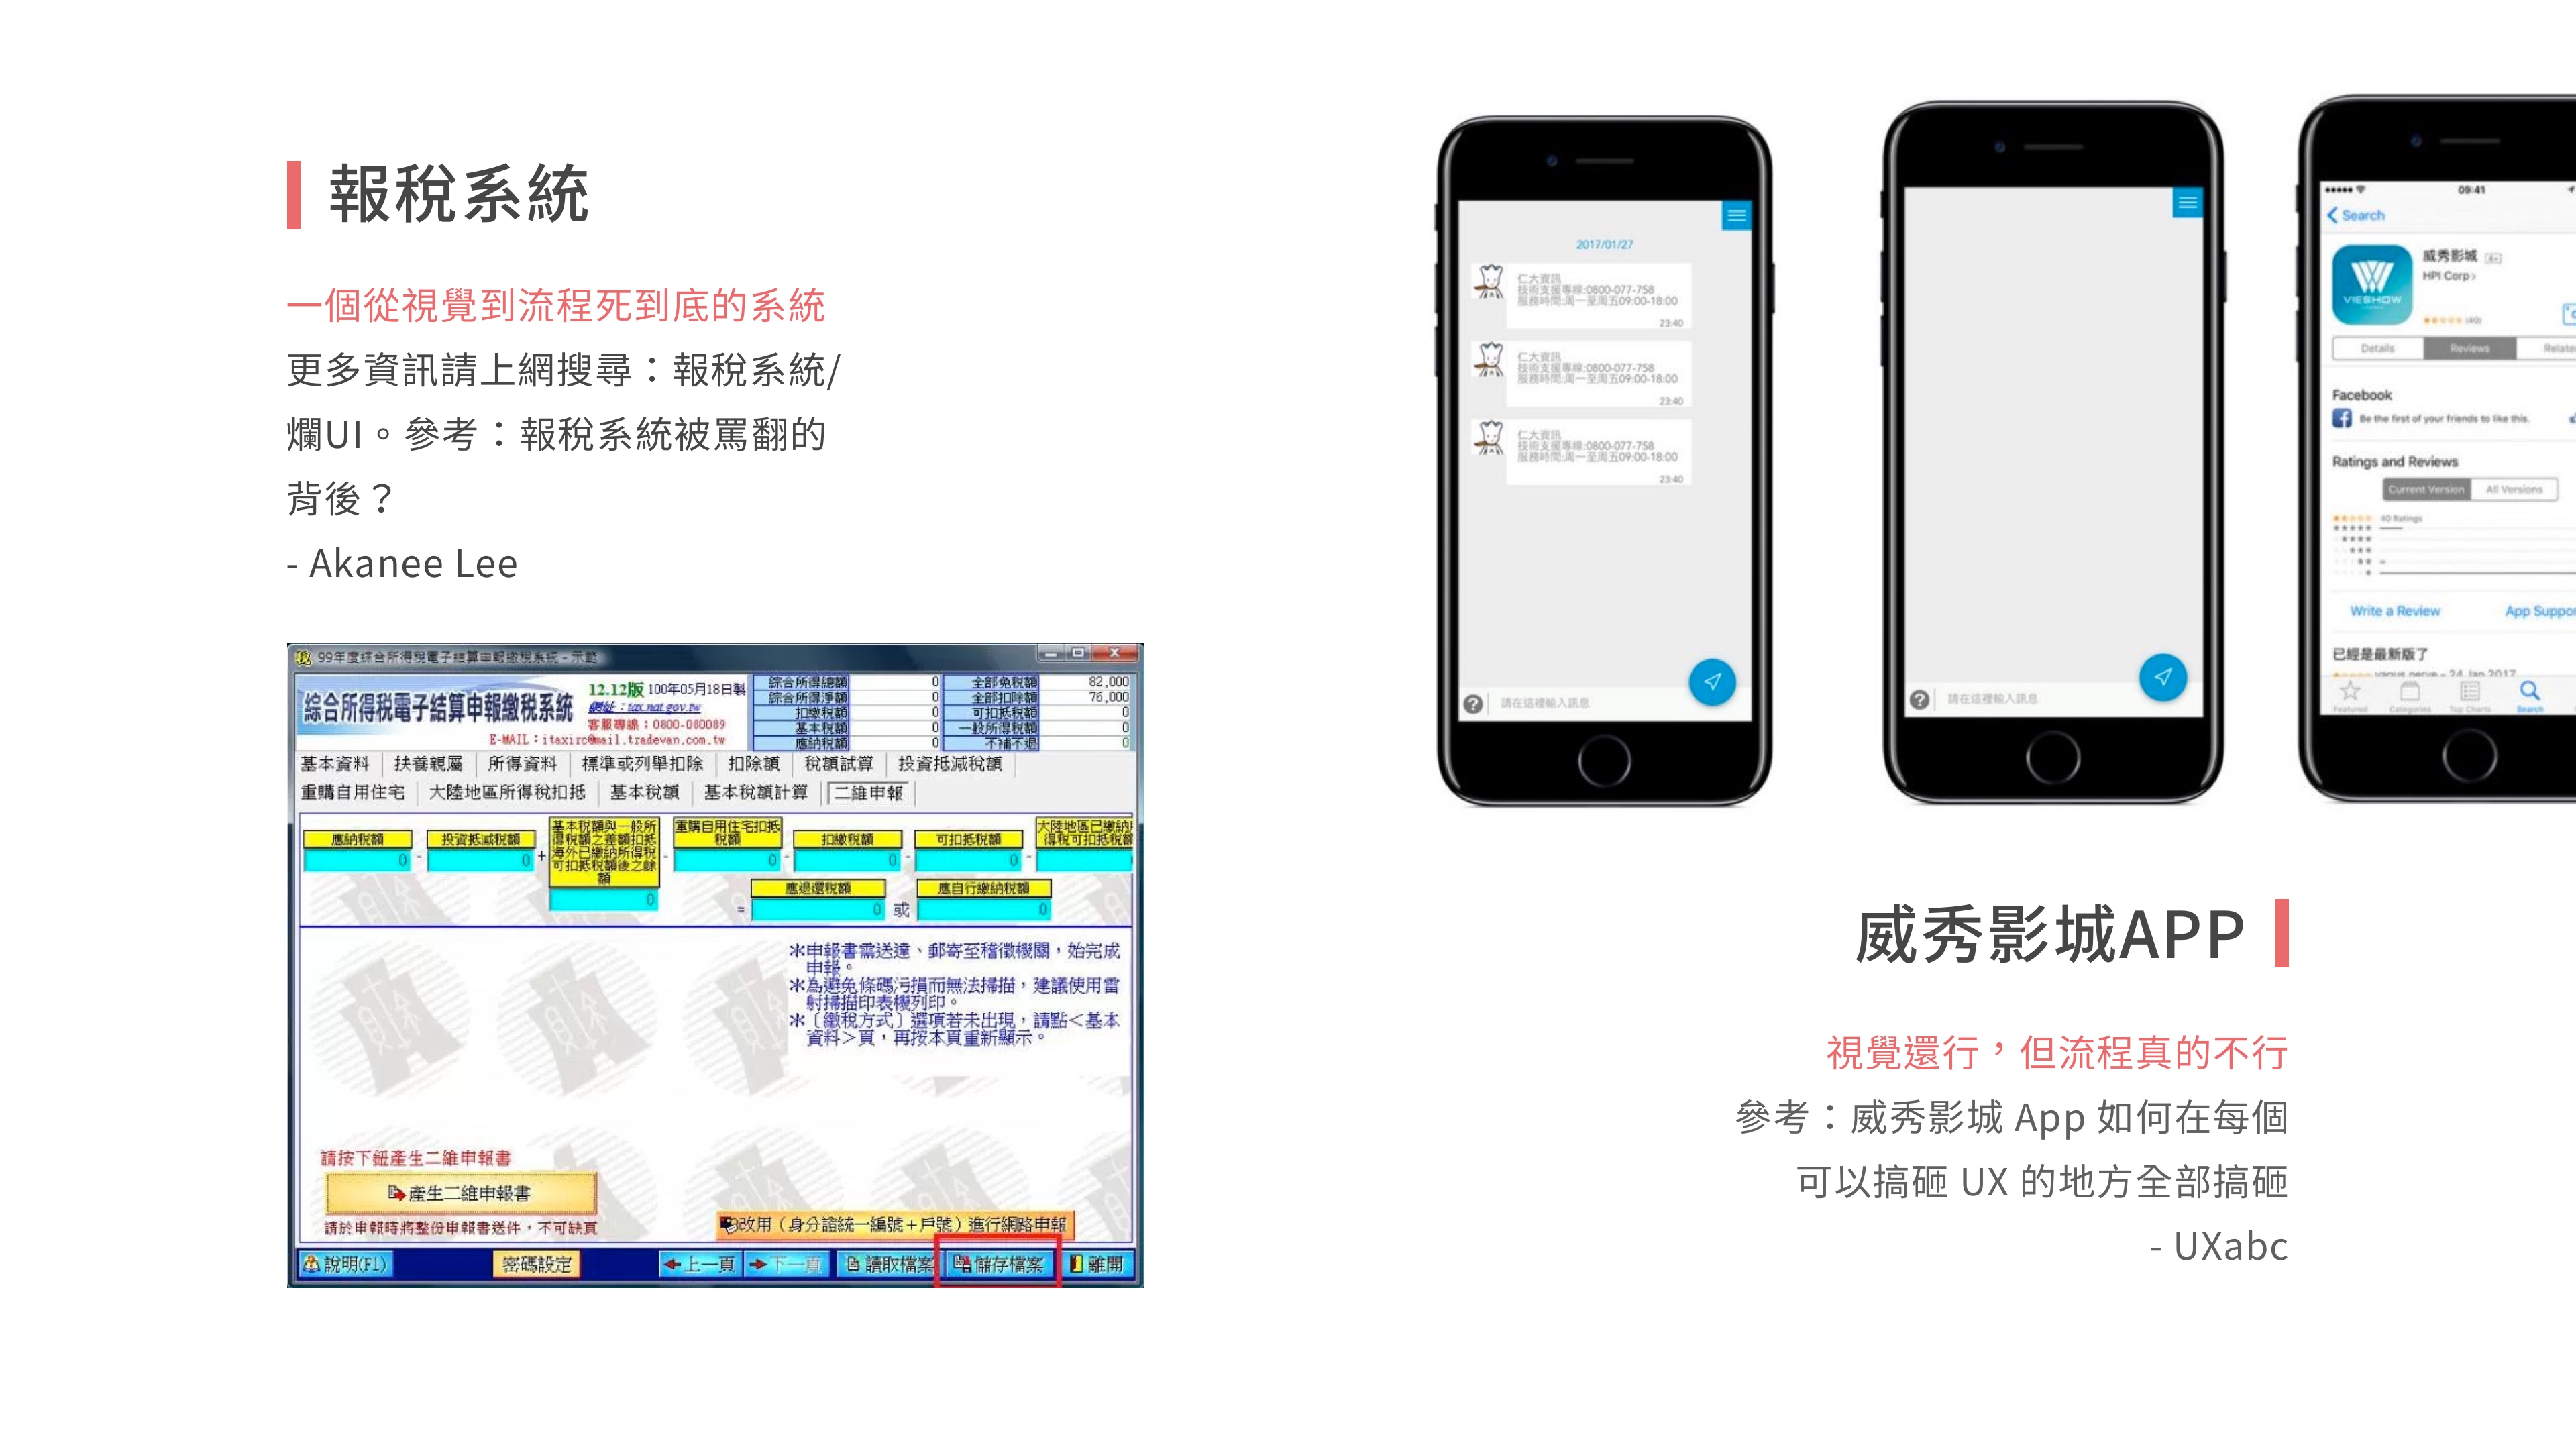 報稅系統
一個從視覺到流程死到底的系統
更多資訊請上網搜尋：報稅系統/
爛UI。參考：報稅系統被罵翻的
背後？
- Akanee Lee
99年度綜合所得稅電子結算申報繳稅系統 - 示範
綜合所得稅電子結算申報繳稅系統
12.12版 100年05月18日製
網址：tax.nat.gov.tw
客服專線：0800-080089
E-MAIL：itaxirc@mail.tradevan.com.tw
綜合所得總額 0 全部免稅額 82,000
綜合所得淨額 0 全部扣除額 76,000
扣繳稅額 0 可扣抵稅額 0
基本稅額 0 一般所得稅額 0
應納稅額 0 不補不退 0
基本資料 扶養親屬 所得資料 標準或列舉扣除 扣除額 稅額試算 投資抵減稅額
重購自用住宅 大陸地區所得稅扣抵 基本稅額 基本稅額計算 二維申報
應納稅額 0 -
投資抵減稅額 0 +
基本稅額與一般所
得稅額之差額扣抵
海外已繳納所得稅
可扣抵稅額後之餘
額
0 -
重購自用住宅扣抵
稅額
0 -
扣繳稅額 0 -
可扣抵稅額 0 -
大陸地區已繳納
得稅可扣抵稅額
= 應退還稅額 0 或 應自行繳納稅額 0
＊申報書需送達、郵寄至稽徵機關，始完成
申報。
＊為避免條碼污損而無法掃描，建議使用雷
射掃描印表機列印。
＊〔繳稅方式〕選項若未出現，請點＜基本
資料＞頁，再按本頁重新顯示。
請按下鈕產生二維申報書
產生二維申報書
請於申報時將整份申報書送件，不可缺頁
改用（身分證統一編號＋戶號）進行網路申報
說明(F1) 密碼設定 上一頁 下一頁 讀取檔案 儲存檔案 離開
2017/01/27
仁大資訊
技術支援專線:0800-077-758
服務時間:周一至周五09:00-18:00
23:40
仁大資訊
技術支援專線:0800-077-758
服務時間:周一至周五09:00-18:00
23:40
仁大資訊
技術支援專線:0800-077-758
服務時間:周一至周五09:00-18:00
23:40
請在這裡輸入訊息
請在這裡輸入訊息
09:41
Search
VIESHOW
威秀影城 4+
HPI Corp
(40)
Details Reviews Relate
Facebook
Be the first of your friends to like this.
Ratings and Reviews
Current Version All Versions
40 Ratings
Write a Review App Suppor
已經是最新版了
24 Jan 2017
Featured Categories Top Charts Search
威秀影城APP
視覺還行，但流程真的不行
參考：威秀影城 App 如何在每個
可以搞砸 UX 的地方全部搞砸
- UXabc